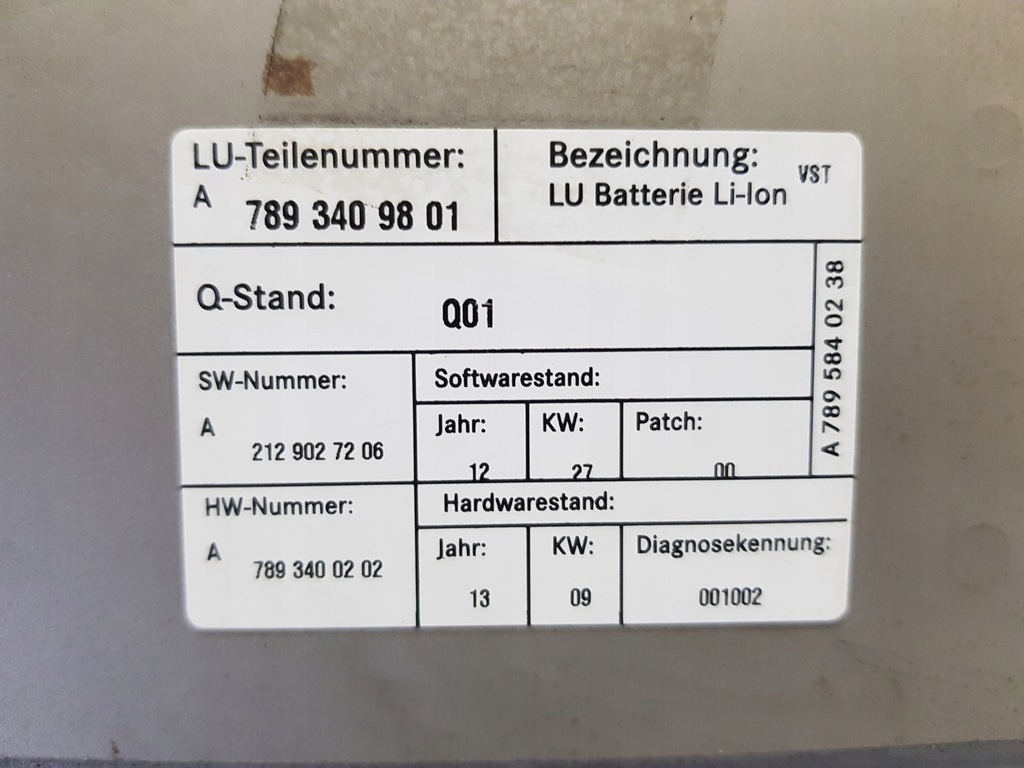 LU-Teilenummer:
A 789 340 98 01
Bezeichnung: VST
LU Batterie Li-Ion
Q-Stand:
Q01
A 789 584 02 38
SW-Nummer:
A
212 902 72 06
Softwarestand:
Jahr: KW: Patch:
12 27 00
HW-Nummer:
A
789 340 02 02
Hardwarestand:
Jahr: KW: Diagnosekennung:
13 09 001002